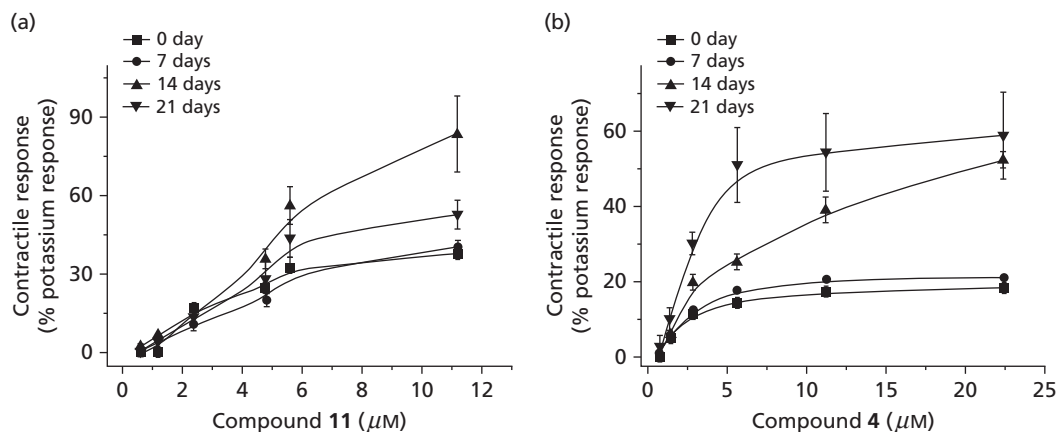 (a)
0 day
7 days
14 days
21 days
90
60
30
0
Contractile response
(% potassium response)
0 2 4 6 8 10 12 14
Compound 11 (μM)
(b)
0 day
7 days
14 days
21 days
60
40
20
0
Contractile response
(% potassium response)
0 5 10 15 20 25
Compound 4 (μM)